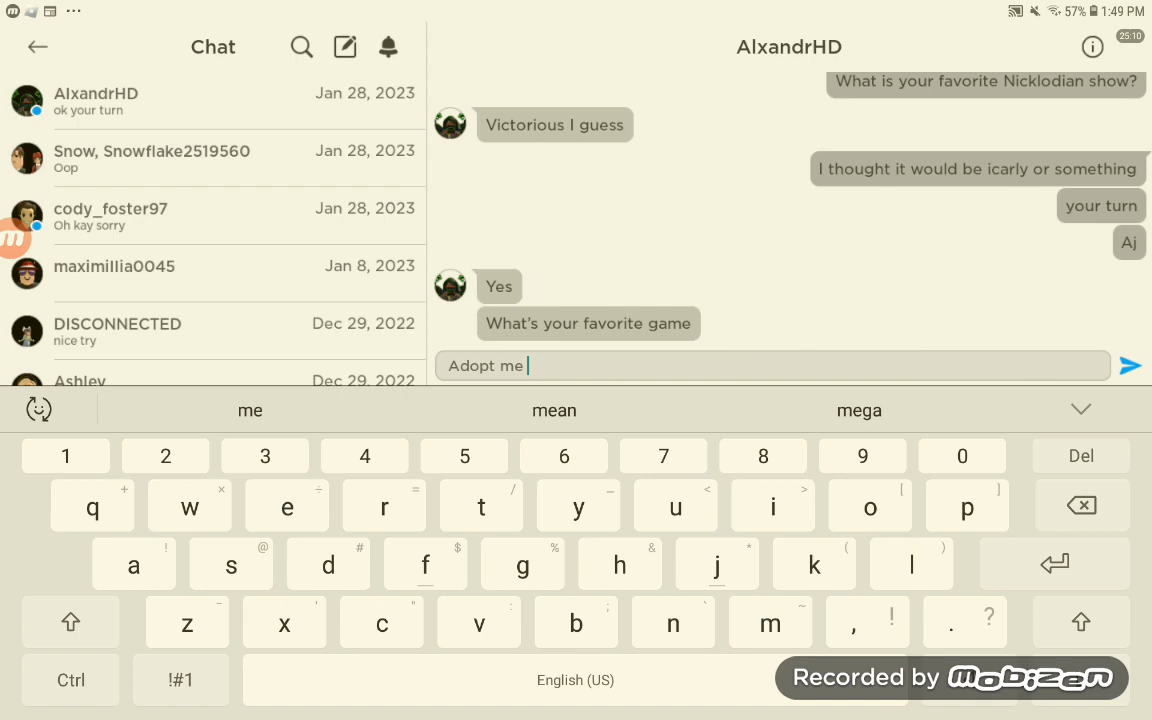 57% 1:49 PM
25:10
Chat
AlxandrHD
AlxandrHD Jan 28, 2023
ok your turn
Snow, Snowflake2519560 Jan 28, 2023
Oop
cody_foster97 Jan 28, 2023
Oh kay sorry
maximillia0045 Jan 8, 2023
DISCONNECTED Dec 29, 2022
nice try
Ashley Dec 29, 2022
What is your favorite Nicklodian show?
Victorious I guess
I thought it would be icarly or something
your turn
Aj
Yes
What's your favorite game
Adopt me
me mean mega
1 2 3 4 5 6 7 8 9 0 Del
q + w × e ÷ r = t / y _ u < i > o [ p ]
a ! s @ d # f $ g % h & j * k ( l )
z - x ' c " v : b ; n ` m ~ , ! . ?
Ctrl !#1 English (US)
Recorded by mobizen